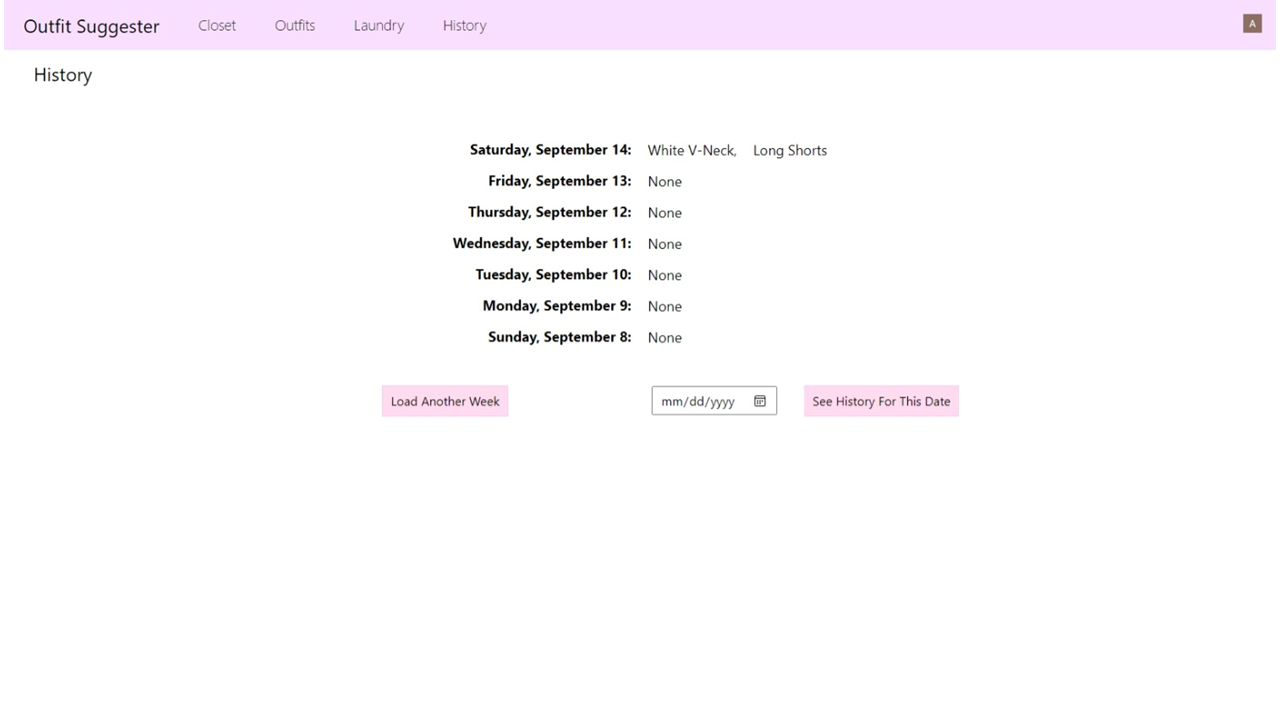 Outfit Suggester Closet Outfits Laundry History A
History
Saturday, September 14: White V-Neck, Long Shorts
Friday, September 13: None
Thursday, September 12: None
Wednesday, September 11: None
Tuesday, September 10: None
Monday, September 9: None
Sunday, September 8: None
Load Another Week mm/dd/yyyy See History For This Date